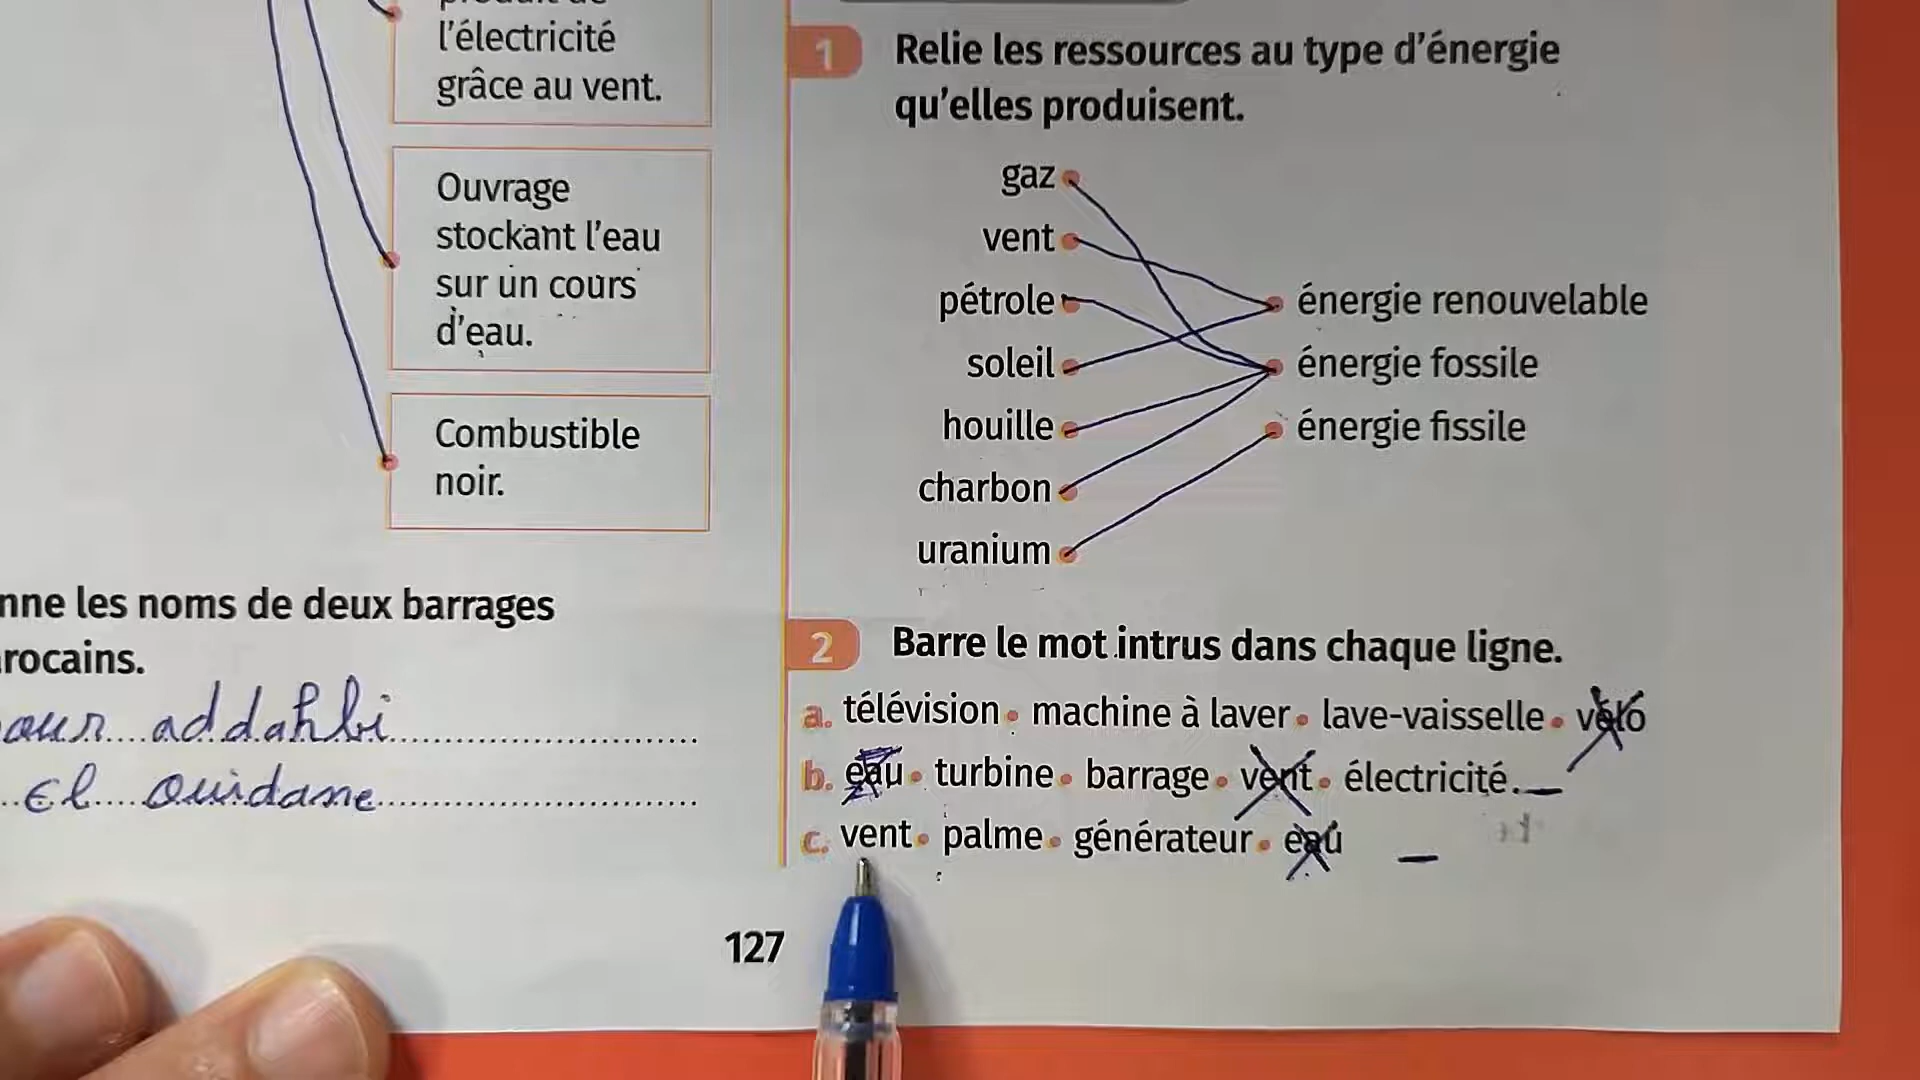 l'électricité
grâce au vent.
Ouvrage
stockant l'eau
sur un cours
d'eau.
Combustible
noir.
nne les noms de deux barrages
rocains.
our addahbi
El Ouidane
1 Relie les ressources au type d'énergie
qu'elles produisent.
gaz
vent
pétrole
soleil
houille
charbon
uranium
énergie renouvelable
énergie fossile
énergie fissile
2 Barre le mot intrus dans chaque ligne.
a. télévision • machine à laver • lave-vaisselle • vélo
b. eau • turbine • barrage • vent • électricité.
c. vent • palme • générateur • eau
127